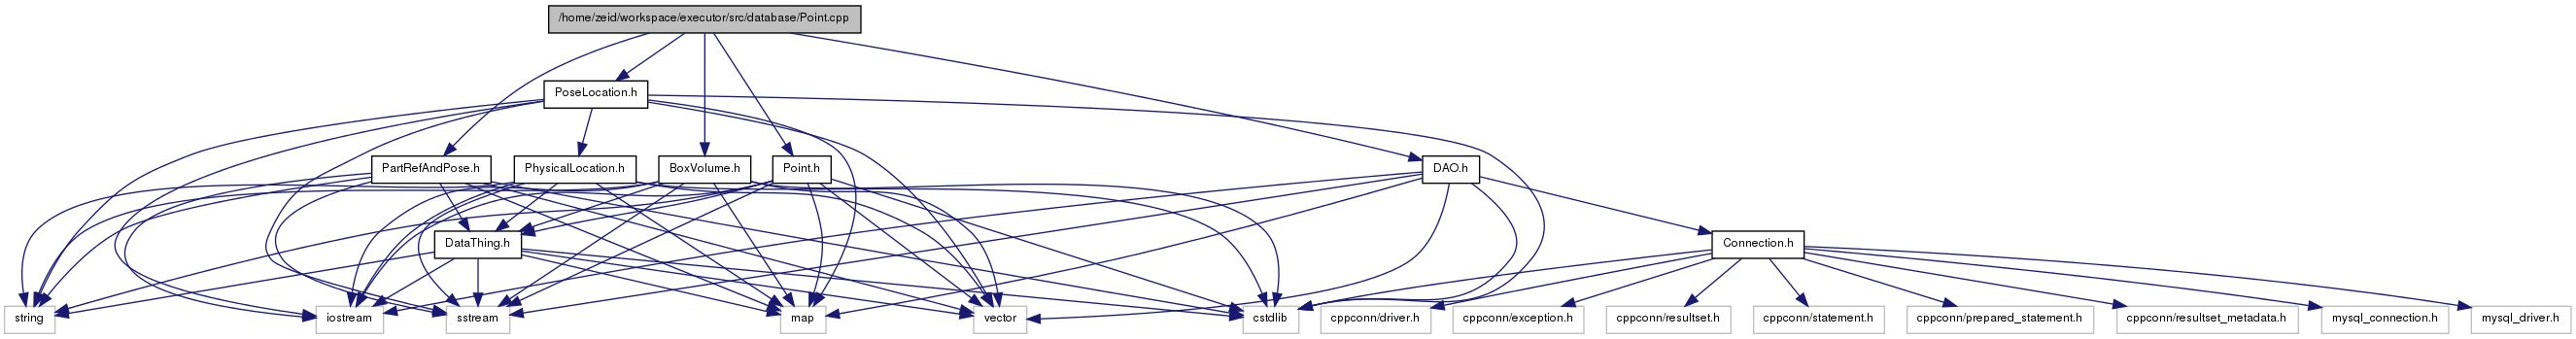 /home/zeid/workspace/executor/src/database/Point.cpp
PoseLocation.h
PartRefAndPose.h
PhysicalLocation.h
BoxVolume.h
Point.h
DAO.h
DataThing.h
Connection.h
string
iostream
sstream
map
vector
cstdlib
cppconn/driver.h
cppconn/exception.h
cppconn/resultset.h
cppconn/statement.h
cppconn/prepared_statement.h
cppconn/resultset_metadata.h
mysql_connection.h
mysql_driver.h